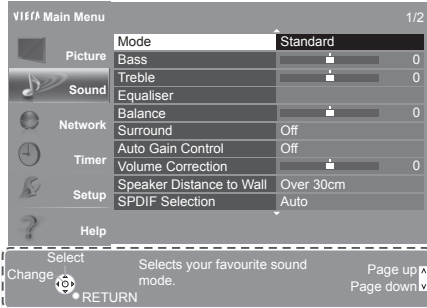 VIERA Main Menu 1/2
Picture
Sound
Network
Timer
Setup
Help
Mode Standard
Bass 0
Treble 0
Equaliser
Balance 0
Surround Off
Auto Gain Control Off
Volume Correction 0
Speaker Distance to Wall Over 30cm
SPDIF Selection Auto
Select
Change
RETURN
Selects your favourite sound
mode.
Page up
Page down